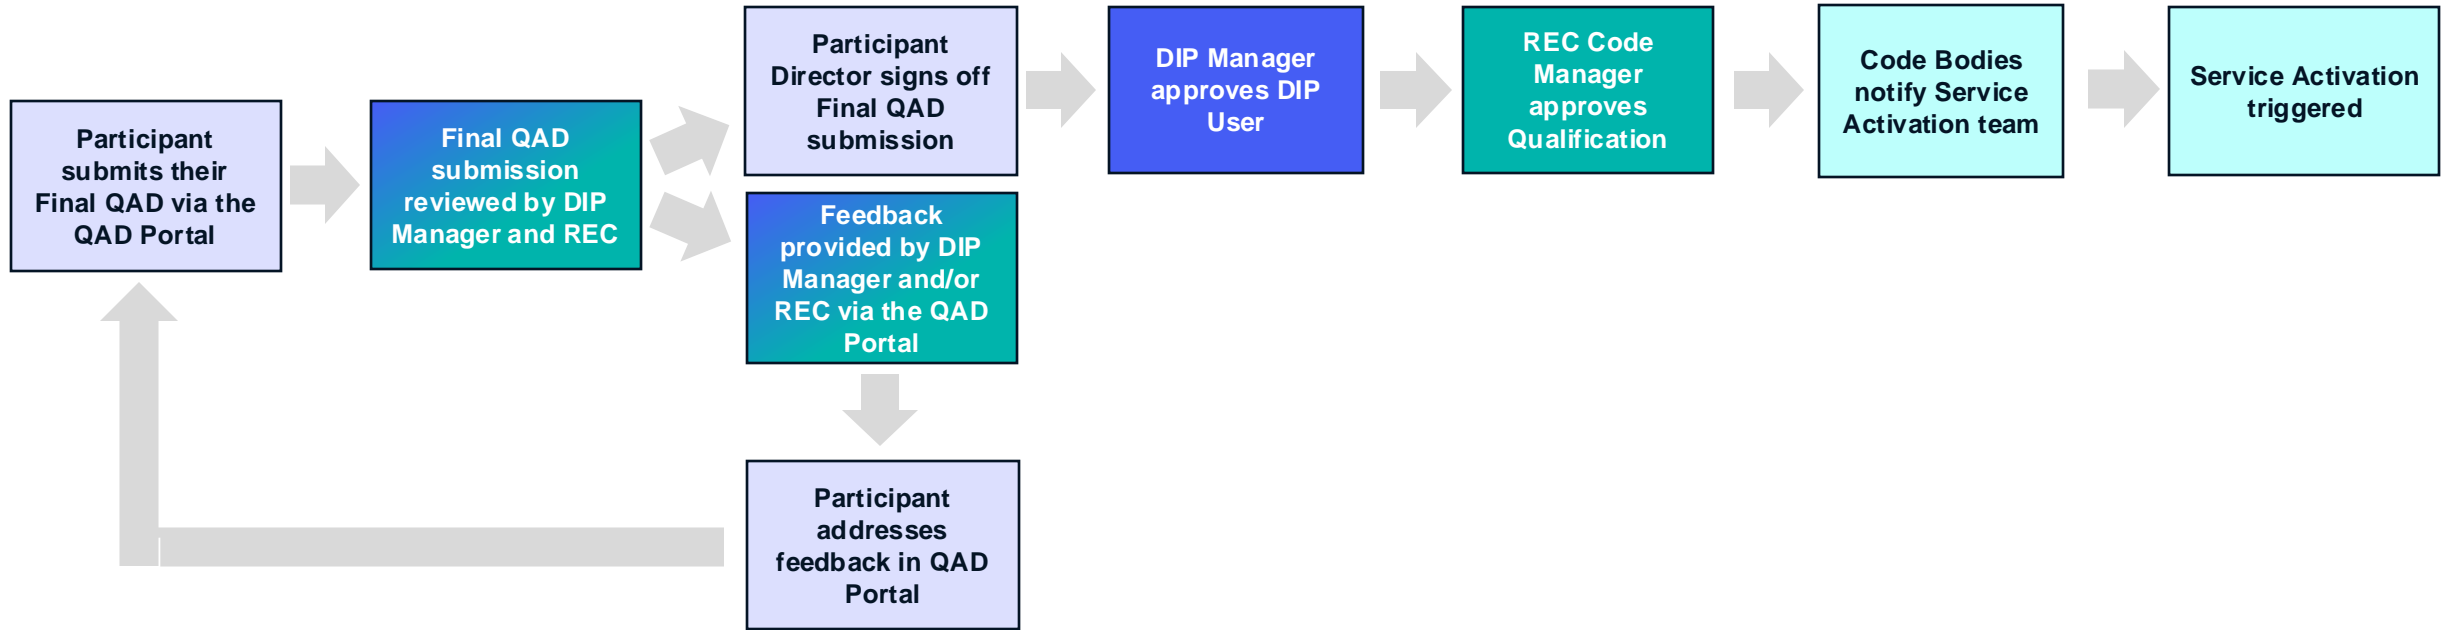 Participant
submits their
Final QAD via the
QAD Portal
Final QAD
submission
reviewed by DIP
Manager and REC
Participant
Director signs off
Final QAD
submission
Feedback
provided by DIP
Manager and/or
REC via the QAD
Portal
Participant
addresses
feedback in QAD
Portal
DIP Manager
approves DIP
User
REC Code
Manager
approves
Qualification
Code Bodies
notify Service
Activation team
Service Activation
triggered